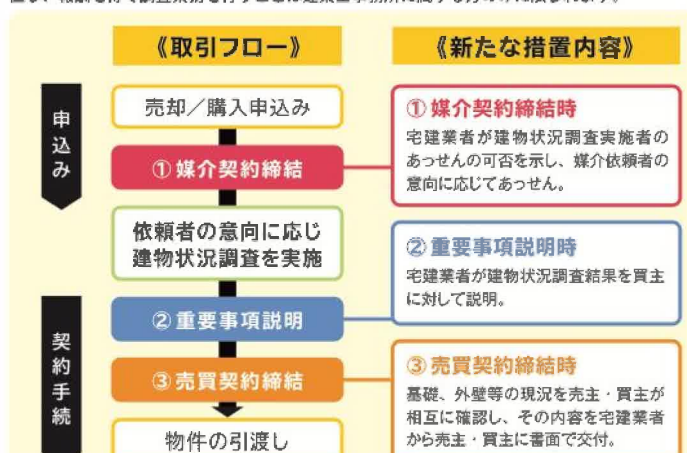 《取引フロー》
《新たな措置内容》
申込み
売却／購入申込み
①媒介契約締結
依頼者の意向に応じ
建物状況調査を実施
契約手続
②重要事項説明
③売買契約締結
物件の引渡し
①媒介契約締結時
宅建業者が建物状況調査実施者の
あっせんの可否を示し、媒介依頼者の
意向に応じてあっせん。
②重要事項説明時
宅建業者が建物状況調査結果を買主
に対して説明。
③売買契約締結時
基礎、外壁等の現況を売主・買主が
相互に確認し、その内容を宅建業者
から売主・買主に書面で交付。